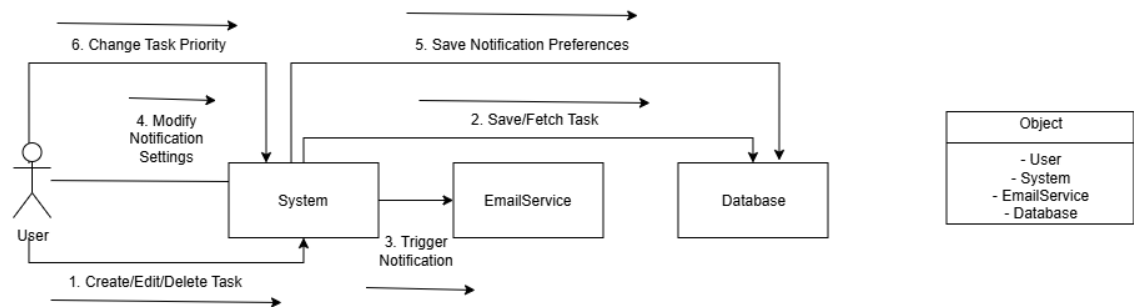 6. Change Task Priority
5. Save Notification Preferences
4. Modify
Notification
Settings
2. Save/Fetch Task
Object
- User
- System
- EmailService
- Database
System
EmailService
Database
User
3. Trigger
Notification
1. Create/Edit/Delete Task